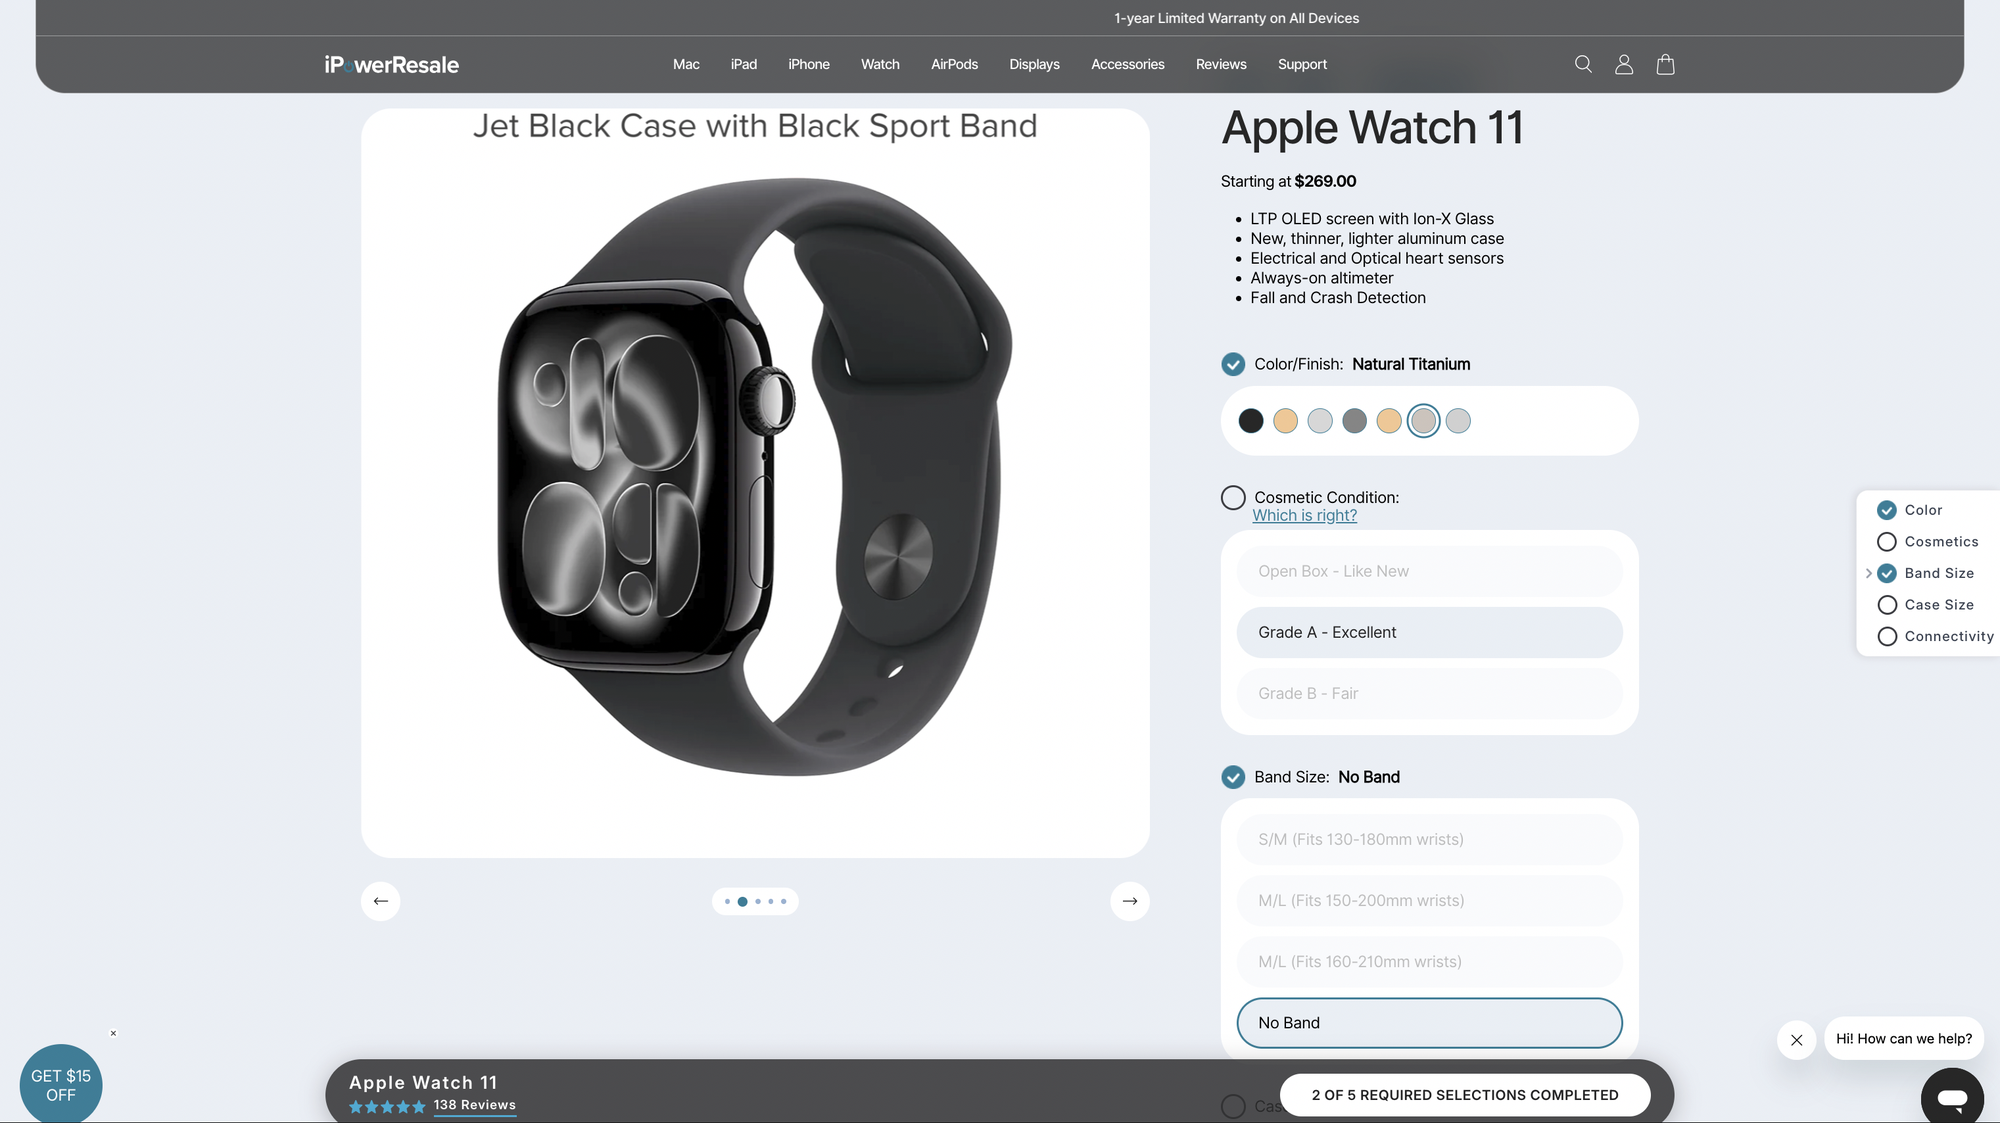 1-year Limited Warranty on All Devices
iPowerResale
Mac
iPad
iPhone
Watch
AirPods
Displays
Accessories
Reviews
Support
Jet Black Case with Black Sport Band
Apple Watch 11
Starting at $269.00
LTP OLED screen with Ion-X Glass
New, thinner, lighter aluminum case
Electrical and Optical heart sensors
Always-on altimeter
Fall and Crash Detection
Color/Finish: Natural Titanium
Cosmetic Condition:
Which is right?
Open Box - Like New
Grade A - Excellent
Grade B - Fair
Band Size: No Band
S/M (Fits 130-180mm wrists)
M/L (Fits 150-200mm wrists)
M/L (Fits 160-210mm wrists)
No Band
Color
Cosmetics
Band Size
Case Size
Connectivity
GET $15
OFF
Apple Watch 11
138 Reviews
Cas
2 OF 5 REQUIRED SELECTIONS COMPLETED
Hi! How can we help?